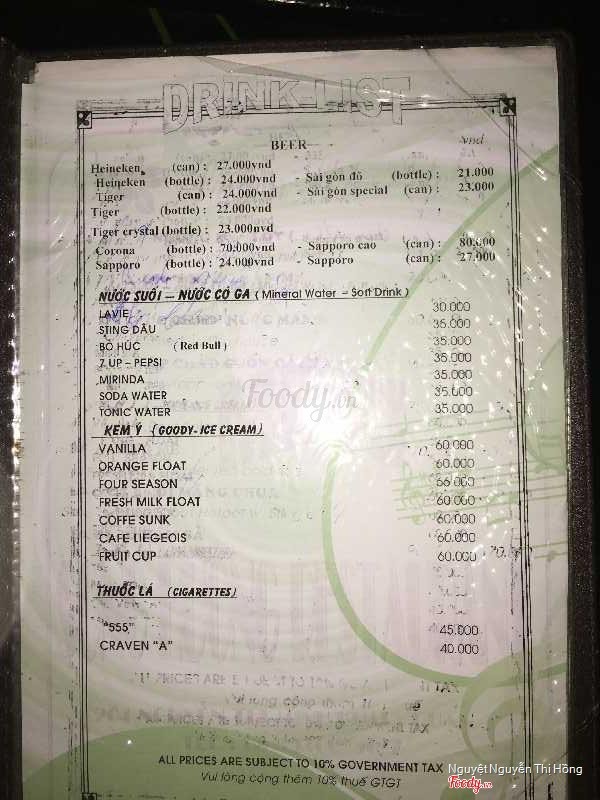 DRINK LIST
BEER vnd
Heineken (can) : 27.000vnd
Heineken (bottle) : 24.000vnd - Sài gòn đỏ (bottle) : 21.000
Tiger (can) : 24.000vnd - Sài gòn special (can) : 23.000
Tiger (bottle) : 22.000vnd
Tiger crystal (bottle) : 23.000nvd
Corona (bottle) : 70.000vnd - Sapporo cao (can) : 80.000
Sapporo (bottle) : 24.000vnd - Sapporo (can) : 27.000
NƯỚC SUỐI – NƯỚC CÓ GA ( Mineral Water – Soft Drink )
LAVIE 30.000
STING DÂU 35.000
BÒ HÚC ( Red Bull ) 35.000
7 UP – PEPSI 35.000
MIRINDA 35.000
SODA WATER 35.000
TONIC WATER 35.000
Foody.vn
KEM Ý (GOODY- ICE CREAM)
VANILLA 60.000
ORANGE FLOAT 60.000
FOUR SEASON 66.000
FRESH MILK FLOAT 60.000
COFFE SUNK 60.000
CAFE LIEGEOIS 60.000
FRUIT CUP 60.000
THUỐC LÁ (CIGARETTES)
"555" 45.000
CRAVEN "A" 40.000
ALL PRICES ARE SUBJECT TO 10% GOVERNMENT TAX
Vui lòng cộng thêm 10% thuế GTGT
NguyệtNguyễn Thị Hồng
Foody.vn